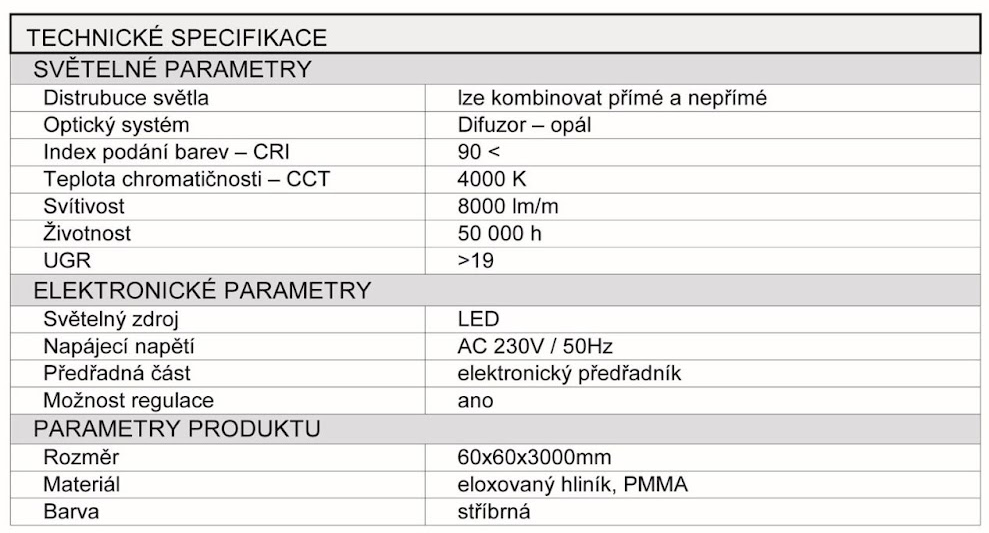 TECHNICKÉ SPECIFIKACE
SVĚTELNÉ PARAMETRY
Distrubuce světla lze kombinovat přímé a nepřímé
Optický systém Difuzor – opál
Index podání barev – CRI 90 <
Teplota chromatičnosti – CCT 4000 K
Svítivost 8000 lm/m
Životnost 50 000 h
UGR >19
ELEKTRONICKÉ PARAMETRY
Světelný zdroj LED
Napájecí napětí AC 230V / 50Hz
Předřadná část elektronický předřadník
Možnost regulace ano
PARAMETRY PRODUKTU
Rozměr 60x60x3000mm
Materiál eloxovaný hliník, PMMA
Barva stříbrná